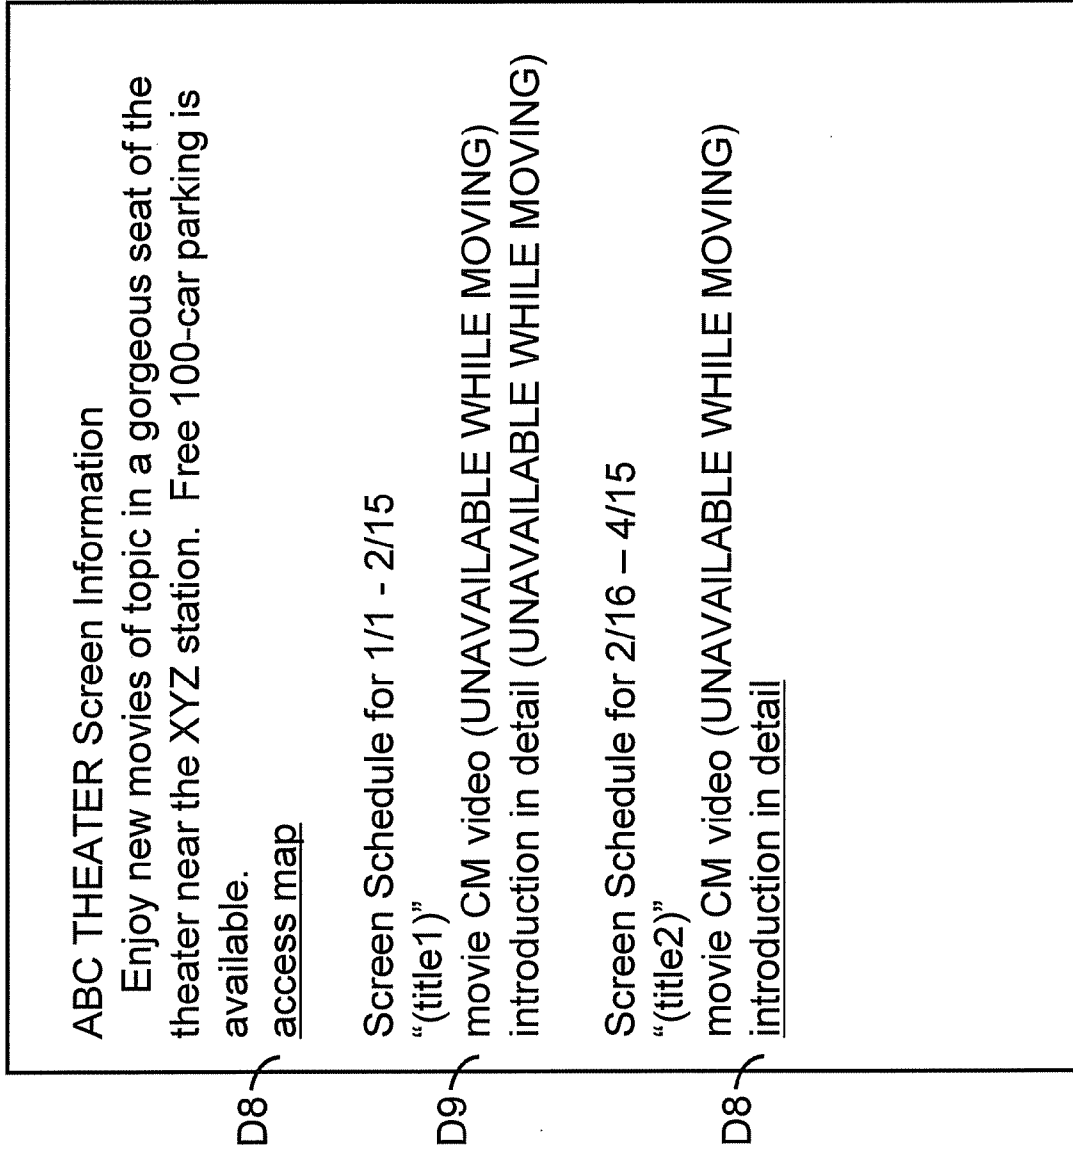 ABC THEATER Screen Information
Enjoy new movies of topic in a gorgeous seat of the
theater near the XYZ station. Free 100-car parking is
available.
D8
access map
Screen Schedule for 1/1 - 2/15
“(title1)”
D9
movie CM video (UNAVAILABLE WHILE MOVING)
introduction in detail (UNAVAILABLE WHILE MOVING)
Screen Schedule for 2/16 – 4/15
“(title2)”
movie CM video (UNAVAILABLE WHILE MOVING)
D8
introduction in detail